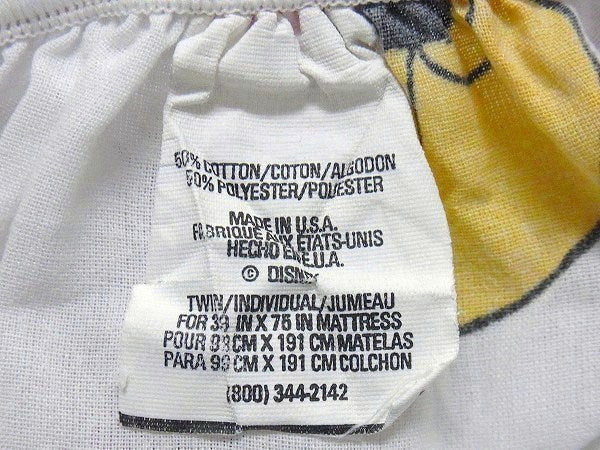 50% COTTON/COTON/ALGODON
50% POLYESTER/POLIESTER
MADE IN U.S.A.
FABRIQUE AUX ÉTATS-UNIS
HECHO EN E.U.A.
© DISNEY
TWIN/INDIVIDUAL/JUMEAU
FOR 39 IN X 75 IN MATTRESS
POUR 99 CM X 191 CM MATELAS
PARA 99 CM X 191 CM COLCHON
(800) 344-2142